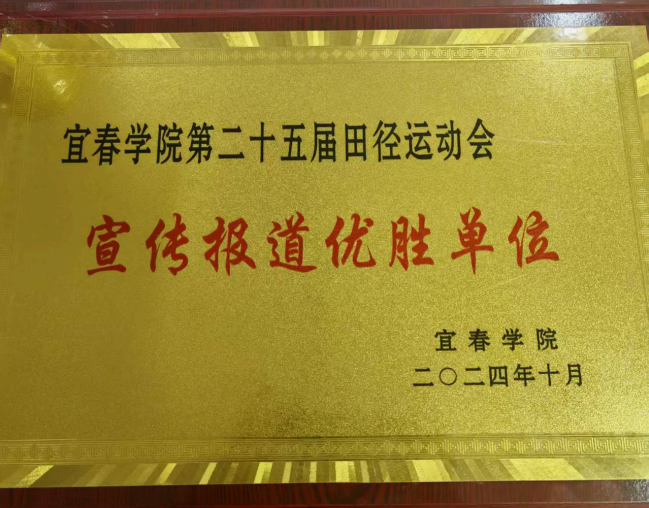 宜春学院第二十五届田径运动会
宣传报道优胜单位
宜春学院
二〇二四年十月